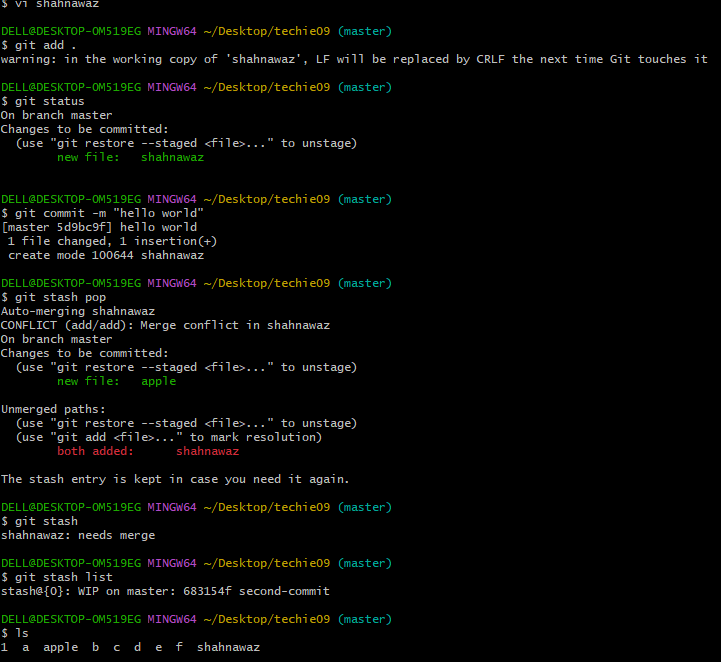 $ vi shahnawaz
DELL@DESKTOP-OM519EG MINGW64 ~/Desktop/techie09 (master)
$ git add .
warning: in the working copy of 'shahnawaz', LF will be replaced by CRLF the next time Git touches it
DELL@DESKTOP-OM519EG MINGW64 ~/Desktop/techie09 (master)
$ git status
On branch master
Changes to be committed:
  (use "git restore --staged <file>..." to unstage)
        new file:   shahnawaz
DELL@DESKTOP-OM519EG MINGW64 ~/Desktop/techie09 (master)
$ git commit -m "hello world"
[master 5d9bc9f] hello world
 1 file changed, 1 insertion(+)
 create mode 100644 shahnawaz
DELL@DESKTOP-OM519EG MINGW64 ~/Desktop/techie09 (master)
$ git stash pop
Auto-merging shahnawaz
CONFLICT (add/add): Merge conflict in shahnawaz
On branch master
Changes to be committed:
  (use "git restore --staged <file>..." to unstage)
        new file:   apple
Unmerged paths:
  (use "git restore --staged <file>..." to unstage)
  (use "git add <file>..." to mark resolution)
        both added:      shahnawaz
The stash entry is kept in case you need it again.
DELL@DESKTOP-OM519EG MINGW64 ~/Desktop/techie09 (master)
$ git stash
shahnawaz: needs merge
DELL@DESKTOP-OM519EG MINGW64 ~/Desktop/techie09 (master)
$ git stash list
stash@{0}: WIP on master: 683154f second-commit
DELL@DESKTOP-OM519EG MINGW64 ~/Desktop/techie09 (master)
$ ls
1  a  apple  b  c  d  e  f  shahnawaz